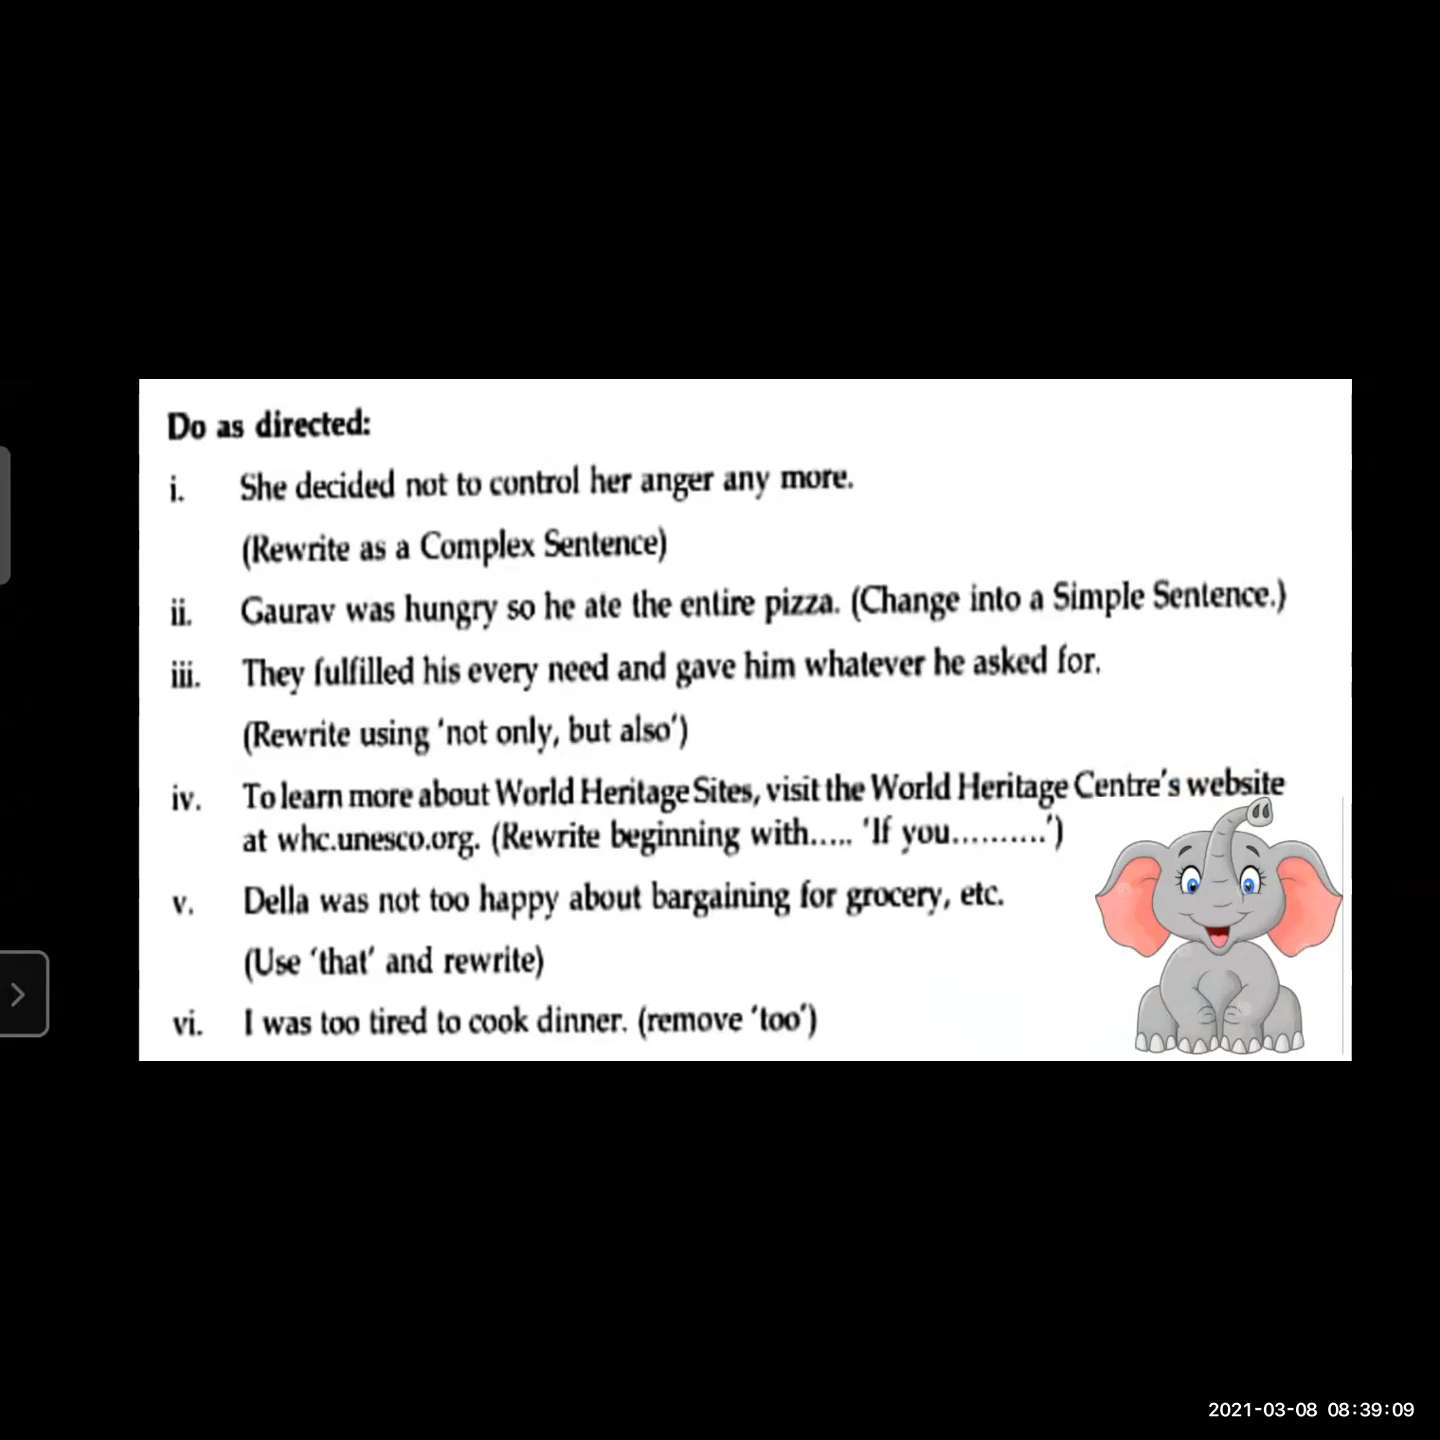 Do as directed:
i. She decided not to control her anger any more.
(Rewrite as a Complex Sentence)
ii. Gaurav was hungry so he ate the entire pizza. (Change into a Simple Sentence.)
iii. They fulfilled his every need and gave him whatever he asked for.
(Rewrite using 'not only, but also')
iv. To learn more about World Heritage Sites, visit the World Heritage Centre's website
at whc.unesco.org. (Rewrite beginning with..... 'If you..........')
v. Della was not too happy about bargaining for grocery, etc.
(Use 'that' and rewrite)
vi. I was too tired to cook dinner. (remove 'too')
2021-03-08 08:39:09